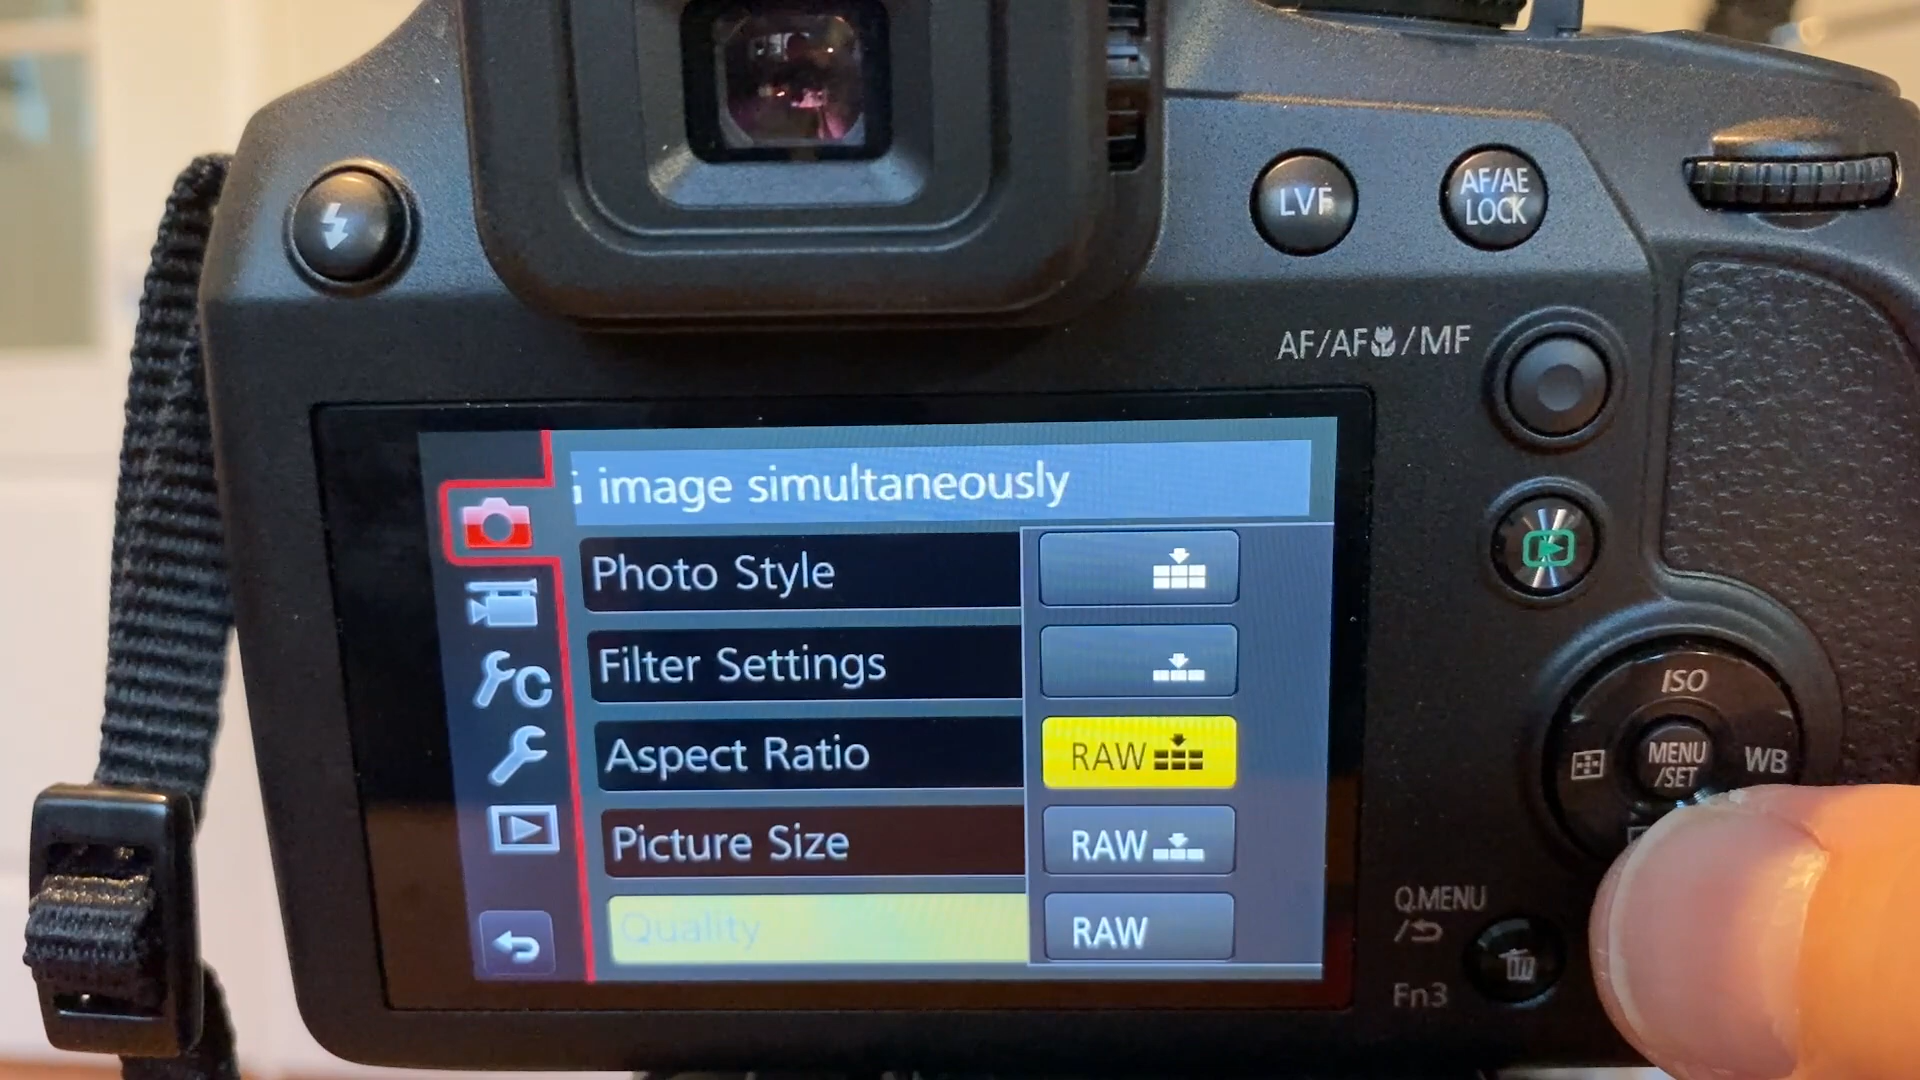 LVF
AF/AE
LOCK
AF/AF/MF
image simultaneously
Photo Style
Filter Settings
Aspect Ratio
RAW
Picture Size
RAW
Quality
RAW
C
ISO
MENU
/SET
WB
Q.MENU
/
Fn3